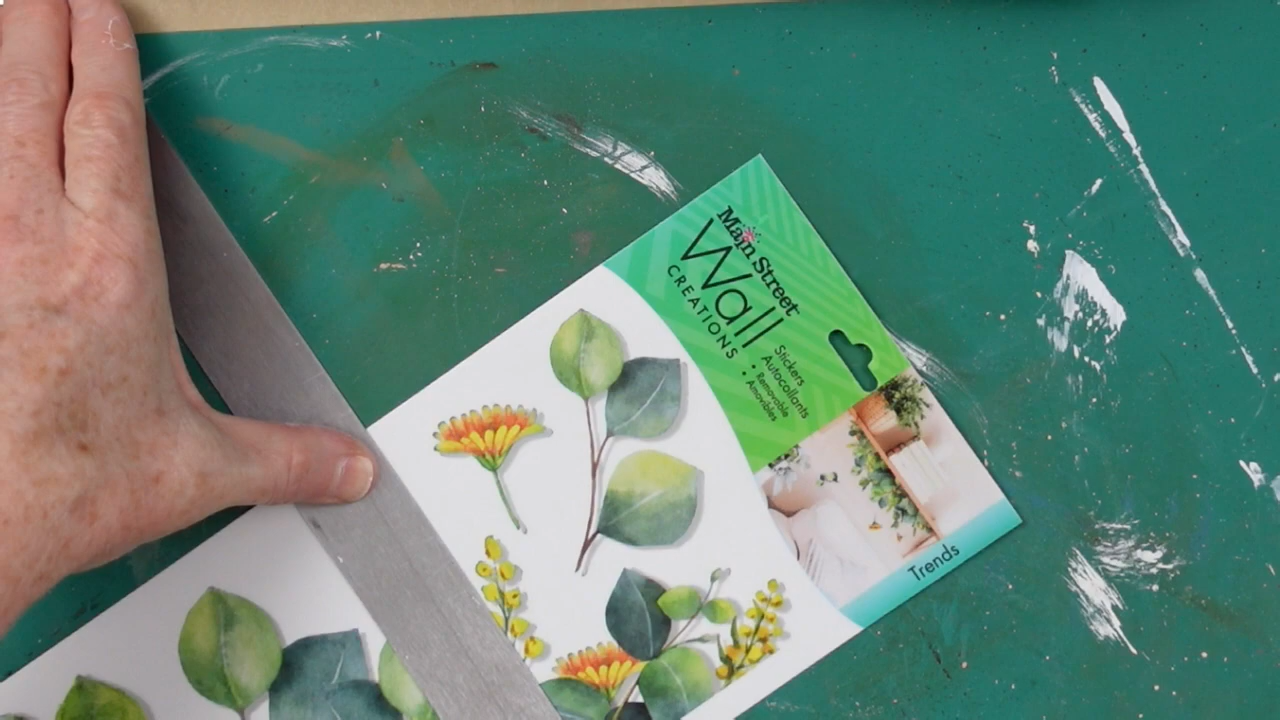 Main Street
Wall
CREATIONS
Stickers
Autocollants
• Removable
• Amovibles
Trends